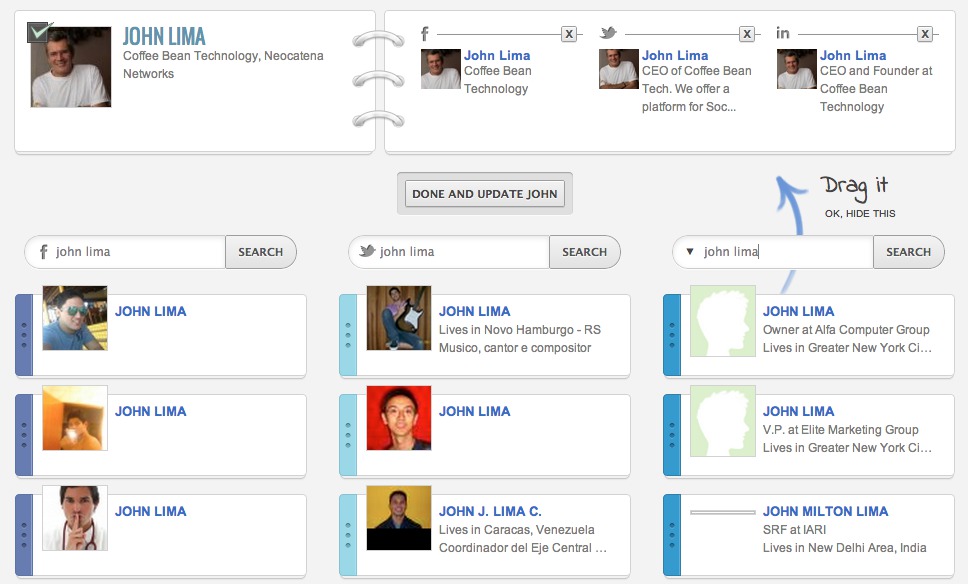 JOHN LIMA
Coffee Bean Technology, Neocatena
Networks
f
X
X
in
X
John Lima
Coffee Bean
Technology
John Lima
CEO of Coffee Bean
Tech. We offer a
platform for Soc...
John Lima
CEO and Founder at
Coffee Bean
Technology
DONE AND UPDATE JOHN
Drag it
OK, HIDE THIS
f john lima
SEARCH
john lima
SEARCH
john lima
SEARCH
JOHN LIMA
JOHN LIMA
Lives in Novo Hamburgo - RS
Musico, cantor e compositor
JOHN LIMA
Owner at Alfa Computer Group
Lives in Greater New York Ci...
JOHN LIMA
JOHN LIMA
JOHN LIMA
V.P. at Elite Marketing Group
Lives in Greater New York Ci...
JOHN LIMA
JOHN J. LIMA C.
Lives in Caracas, Venezuela
Coordinador del Eje Central ...
JOHN MILTON LIMA
SRF at IARI
Lives in New Delhi Area, India